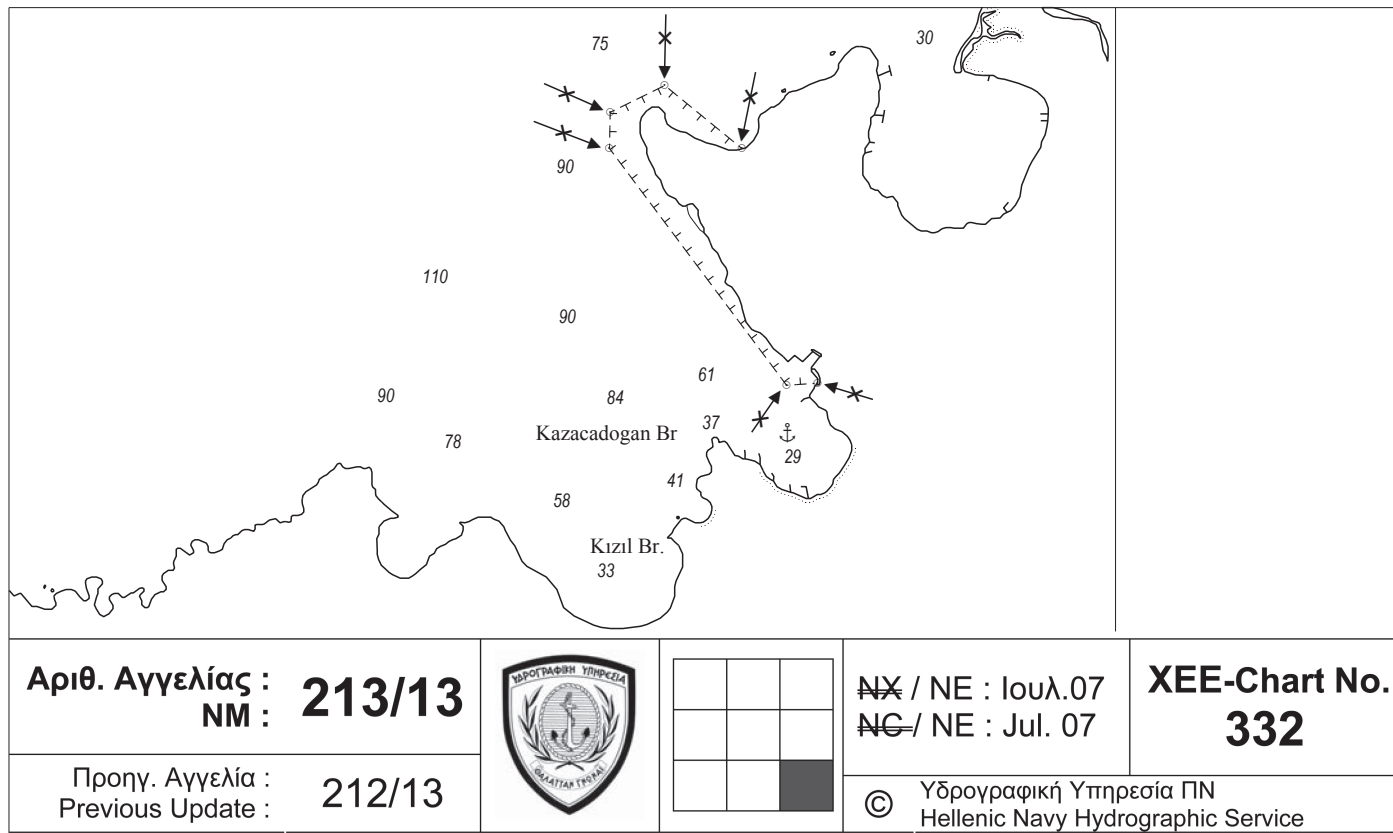 75
30
90
110
90
61
90
84
37
Kazacadogan Br
78
29
41
58
Kızıl Br.
33
Αριθ. Αγγελίας :
NM :
213/13
Προηγ. Αγγελία :
Previous Update :
212/13
ΥΔΡΟΓΡΑΦΙΚΗ ΥΠΗΡΕΣΙΑ
NX / NE : Ιουλ.07
NC / NE : Jul. 07
XEE-Chart No.
332
© Υδρογραφική Υπηρεσία ΠΝ
Hellenic Navy Hydrographic Service